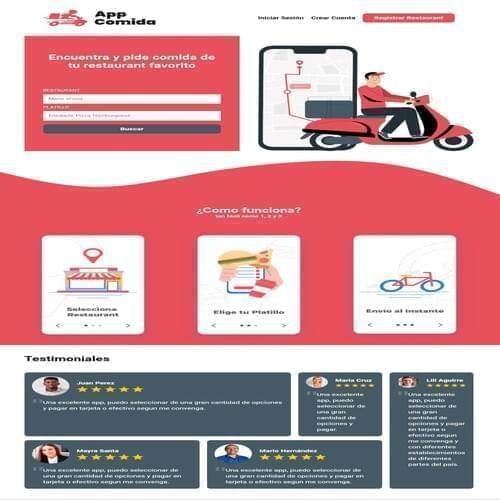 App
Comida
Iniciar Sesión
Crear Cuenta
Registrar Restaurant
Encuentra y pide comida de
tu restaurant favorito
RESTAURANT
PLATILLO
Ensalada, Pizza, Hamburguesas
Buscar
¿Como funciona?
tan fácil como 1, 2 y 3
Selecciona
Restaurant
Elige tu Platillo
Envio al Instante
Testimoniales
Juan Perez
Una excelente app, puedo seleccionar de una gran cantidad de opciones
y pagar en tarjeta o efectivo segun me convenga.
Maria Cruz
Una excelente
app, puedo
seleccionar de
una gran
cantidad de
opciones y
pagar.
Lili Aguirre
Una excelente
app, puedo
seleccionar de
una gran
cantidad de
opciones y pagar
en tarjeta o
efectivo segun
me convenga y
con diferentes
establecimientos
de diferentes
partes del país.
Mayra Santa
Una excelente app, puedo seleccionar de
una gran cantidad de opciones y pagar en
tarjeta o efectivo segun me convenga.
Mario Hernández
Una excelente app, puedo seleccionar de
una gran cantidad de opciones y pagar en
tarjeta o efectivo segun me convenga.